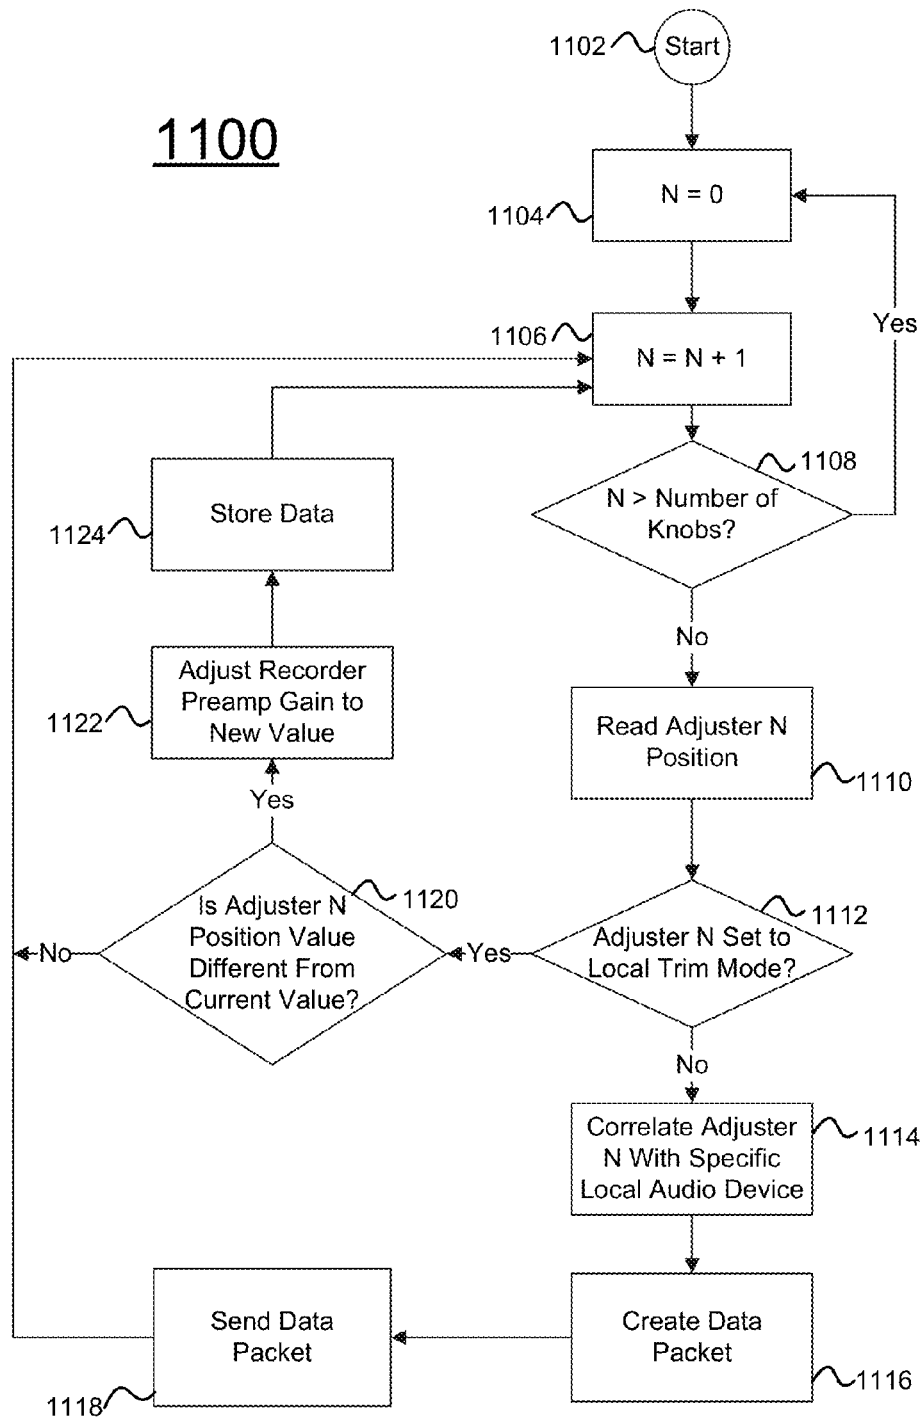 1102
Start
1100
N = 0
1104
Yes
1106
N = N + 1
1108
N > Number of
Knobs?
Store Data
1124
No
Adjust Recorder
Preamp Gain to
New Value
1122
Read Adjuster N
Position
1110
Yes
1120
Is Adjuster N
Position Value
Different From
Current Value?
No
Yes
1112
Adjuster N Set to
Local Trim Mode?
No
Correlate Adjuster
N With Specific
Local Audio Device
1114
Send Data
Packet
1118
Create Data
Packet
1116